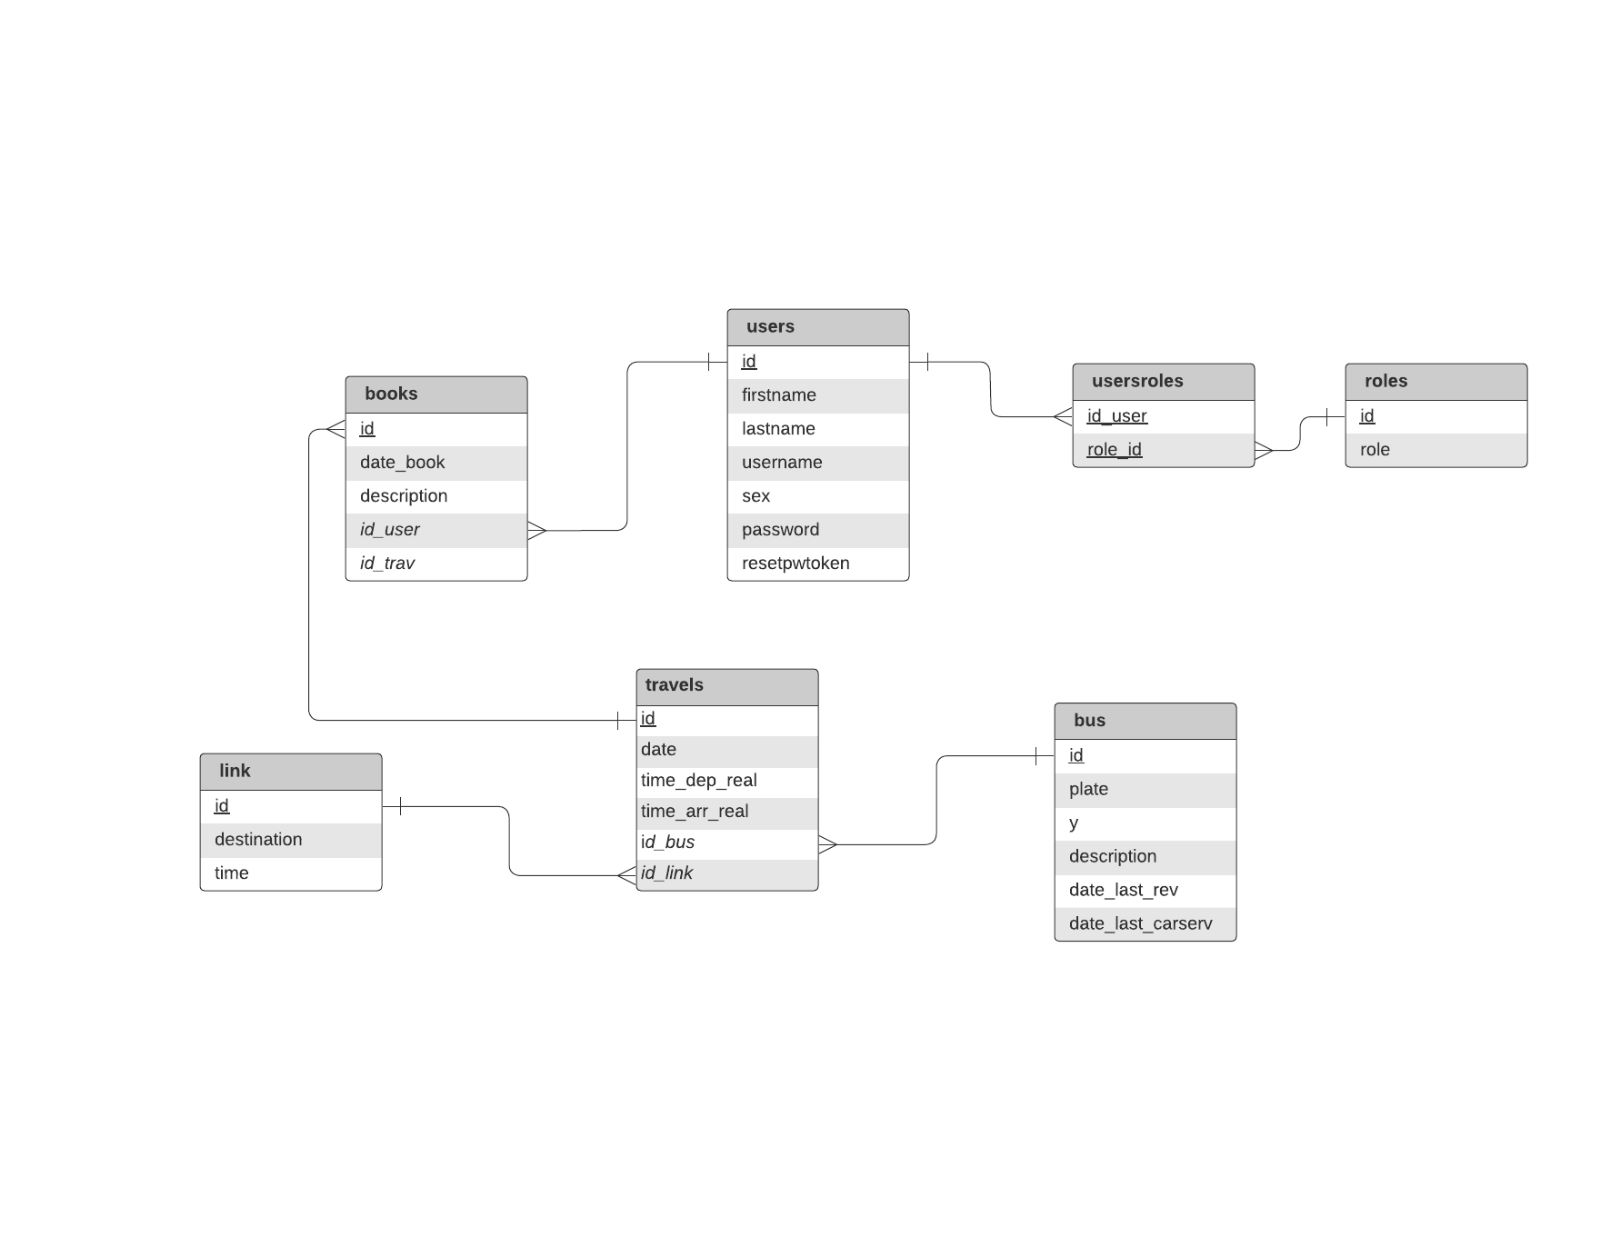 users
id
firstname
lastname
username
sex
password
resetpwtoken
books
id
date_book
description
id_user
id_trav
usersroles
id_user
role_id
roles
id
role
travels
id
date
time_dep_real
time_arr_real
id_bus
id_link
bus
id
plate
y
description
date_last_rev
date_last_carserv
link
id
destination
time